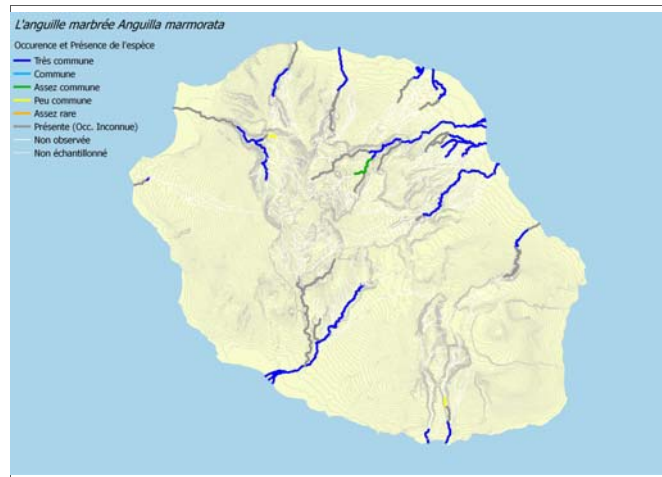 L'anguille marbrée Anguilla marmorata
Occurence et Présence de l'espèce
Très commune
Commune
Assez commune
Peu commune
Assez rare
Présente (Occ. Inconnue)
Non observée
Non échantillonné